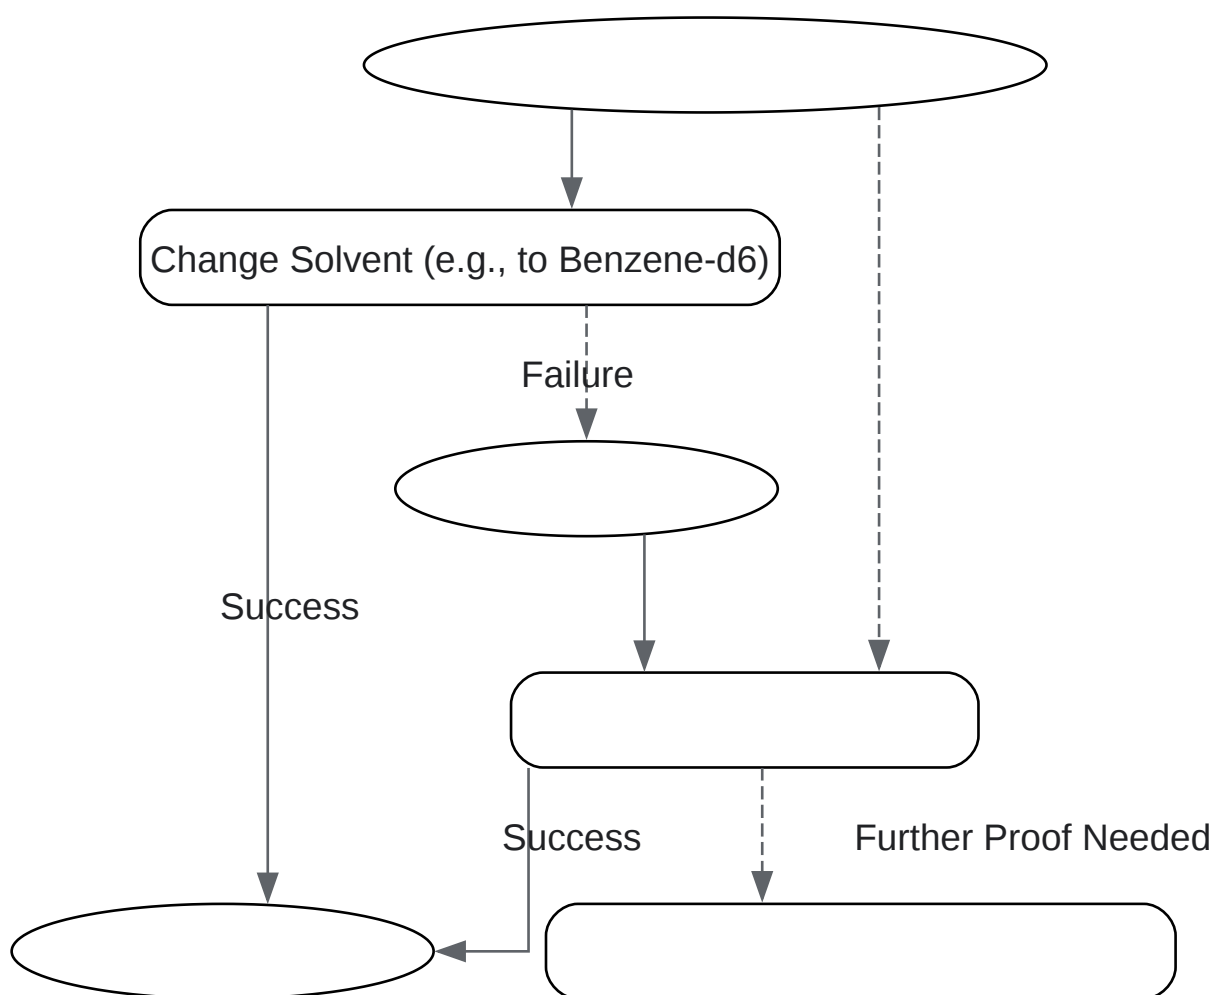 Change Solvent (e.g., to Benzene-d6)
Failure
Success
Success
Further Proof Needed